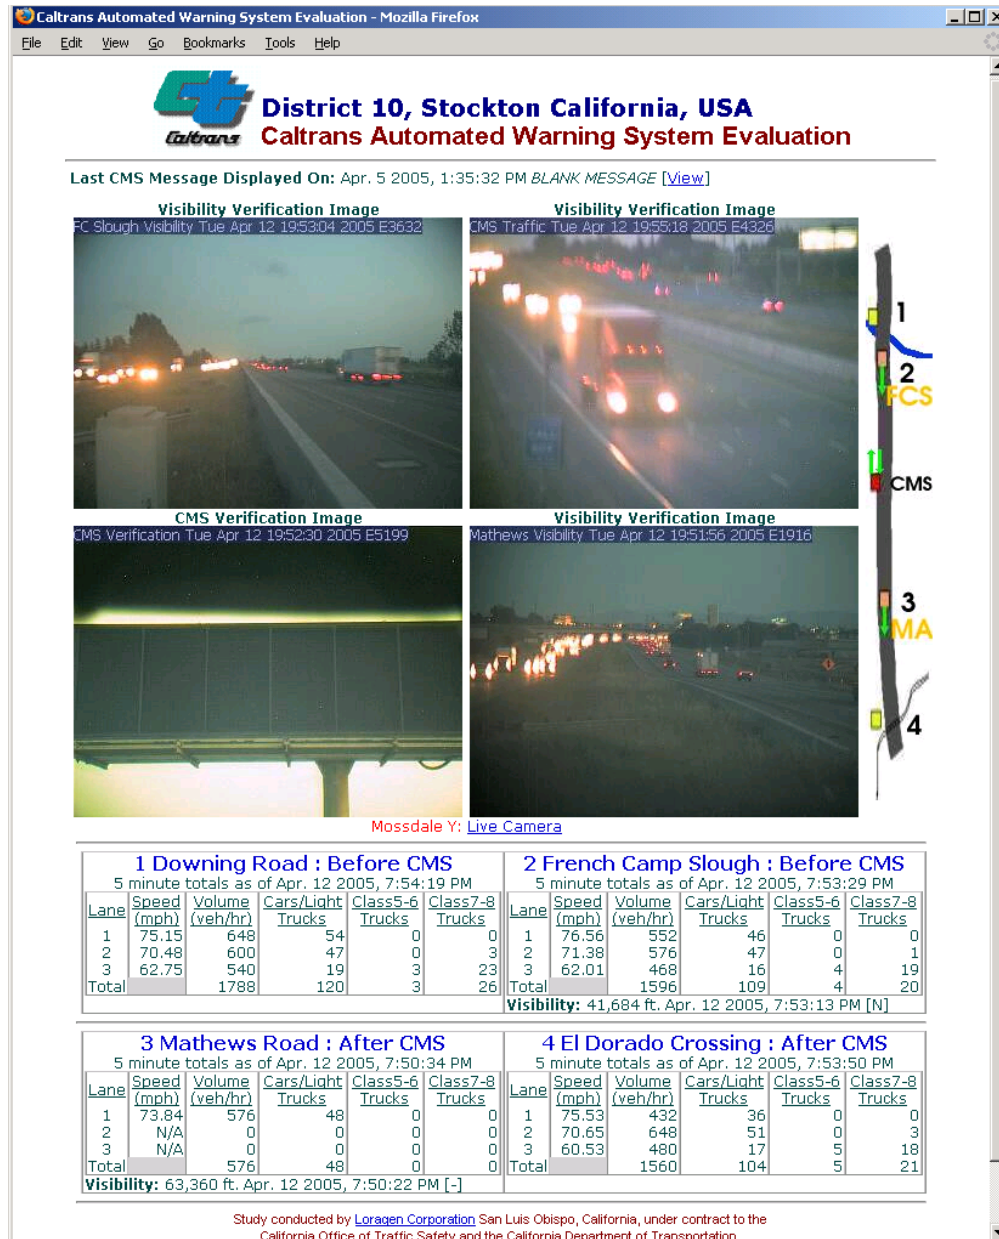 Caltrans Automated Warning System Evaluation - Mozilla Firefox
File Edit View Go Bookmarks Tools Help
Caltrans
District 10, Stockton California, USA
Caltrans Automated Warning System Evaluation
Last CMS Message Displayed On: Apr. 5 2005, 1:35:32 PM BLANK MESSAGE [View]
Visibility Verification Image
Visibility Verification Image
FC Slough Visibility Tue Apr 12 19:53:04 2005 E3632
CMS Traffic Tue Apr 12 19:55:18 2005 E4326
1
2
FCS
CMS
3
MA
4
CMS Verification Image
Visibility Verification Image
CMS Verification Tue Apr 12 19:52:30 2005 E5199
Mathews Visibility Tue Apr 12 19:51:56 2005 E1916
Mossdale Y: Live Camera
1 Downing Road : Before CMS
5 minute totals as of Apr. 12 2005, 7:54:19 PM
Lane Speed (mph) Volume (veh/hr) Cars/Light Trucks Class5-6 Trucks Class7-8 Trucks
1 75.15 648 54 0 0
2 70.48 600 47 0 3
3 62.75 540 19 3 23
Total 1788 120 3 26
2 French Camp Slough : Before CMS
5 minute totals as of Apr. 12 2005, 7:53:29 PM
Lane Speed (mph) Volume (veh/hr) Cars/Light Trucks Class5-6 Trucks Class7-8 Trucks
1 76.56 552 46 0 0
2 71.38 576 47 0 1
3 62.01 468 16 4 19
Total 1596 109 4 20
Visibility: 41,684 ft. Apr. 12 2005, 7:53:13 PM [N]
3 Mathews Road : After CMS
5 minute totals as of Apr. 12 2005, 7:50:34 PM
Lane Speed (mph) Volume (veh/hr) Cars/Light Trucks Class5-6 Trucks Class7-8 Trucks
1 73.84 576 48 0 0
2 N/A 0 0 0 0
3 N/A 0 0 0 0
Total 576 48 0 0
Visibility: 63,360 ft. Apr. 12 2005, 7:50:22 PM [-]
4 El Dorado Crossing : After CMS
5 minute totals as of Apr. 12 2005, 7:53:50 PM
Lane Speed (mph) Volume (veh/hr) Cars/Light Trucks Class5-6 Trucks Class7-8 Trucks
1 75.53 432 36 0 0
2 70.65 648 51 0 3
3 60.53 480 17 5 18
Total 1560 104 5 21
Study conducted by Loragen Corporation San Luis Obispo, California, under contract to the
California Office of Traffic Safety and the California Department of Transportation